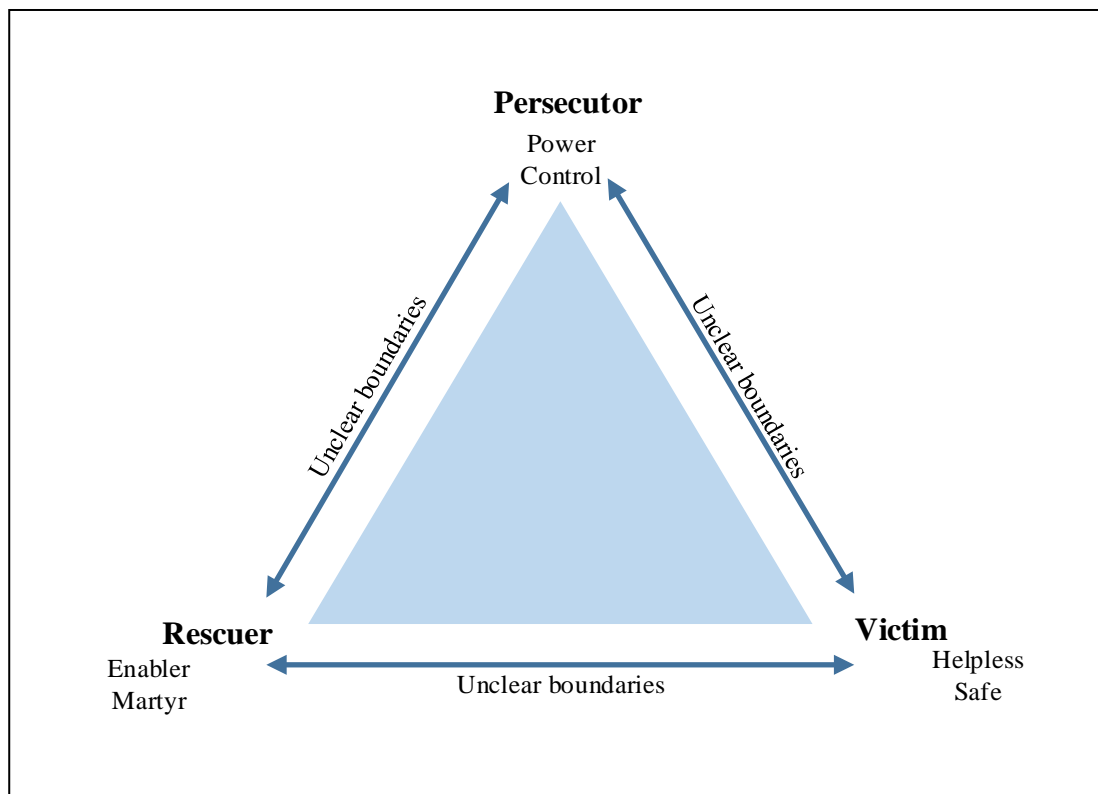 Persecutor
Power
Control
Unclear boundaries
Unclear boundaries
Rescuer
Enabler
Martyr
Unclear boundaries
Victim
Helpless
Safe